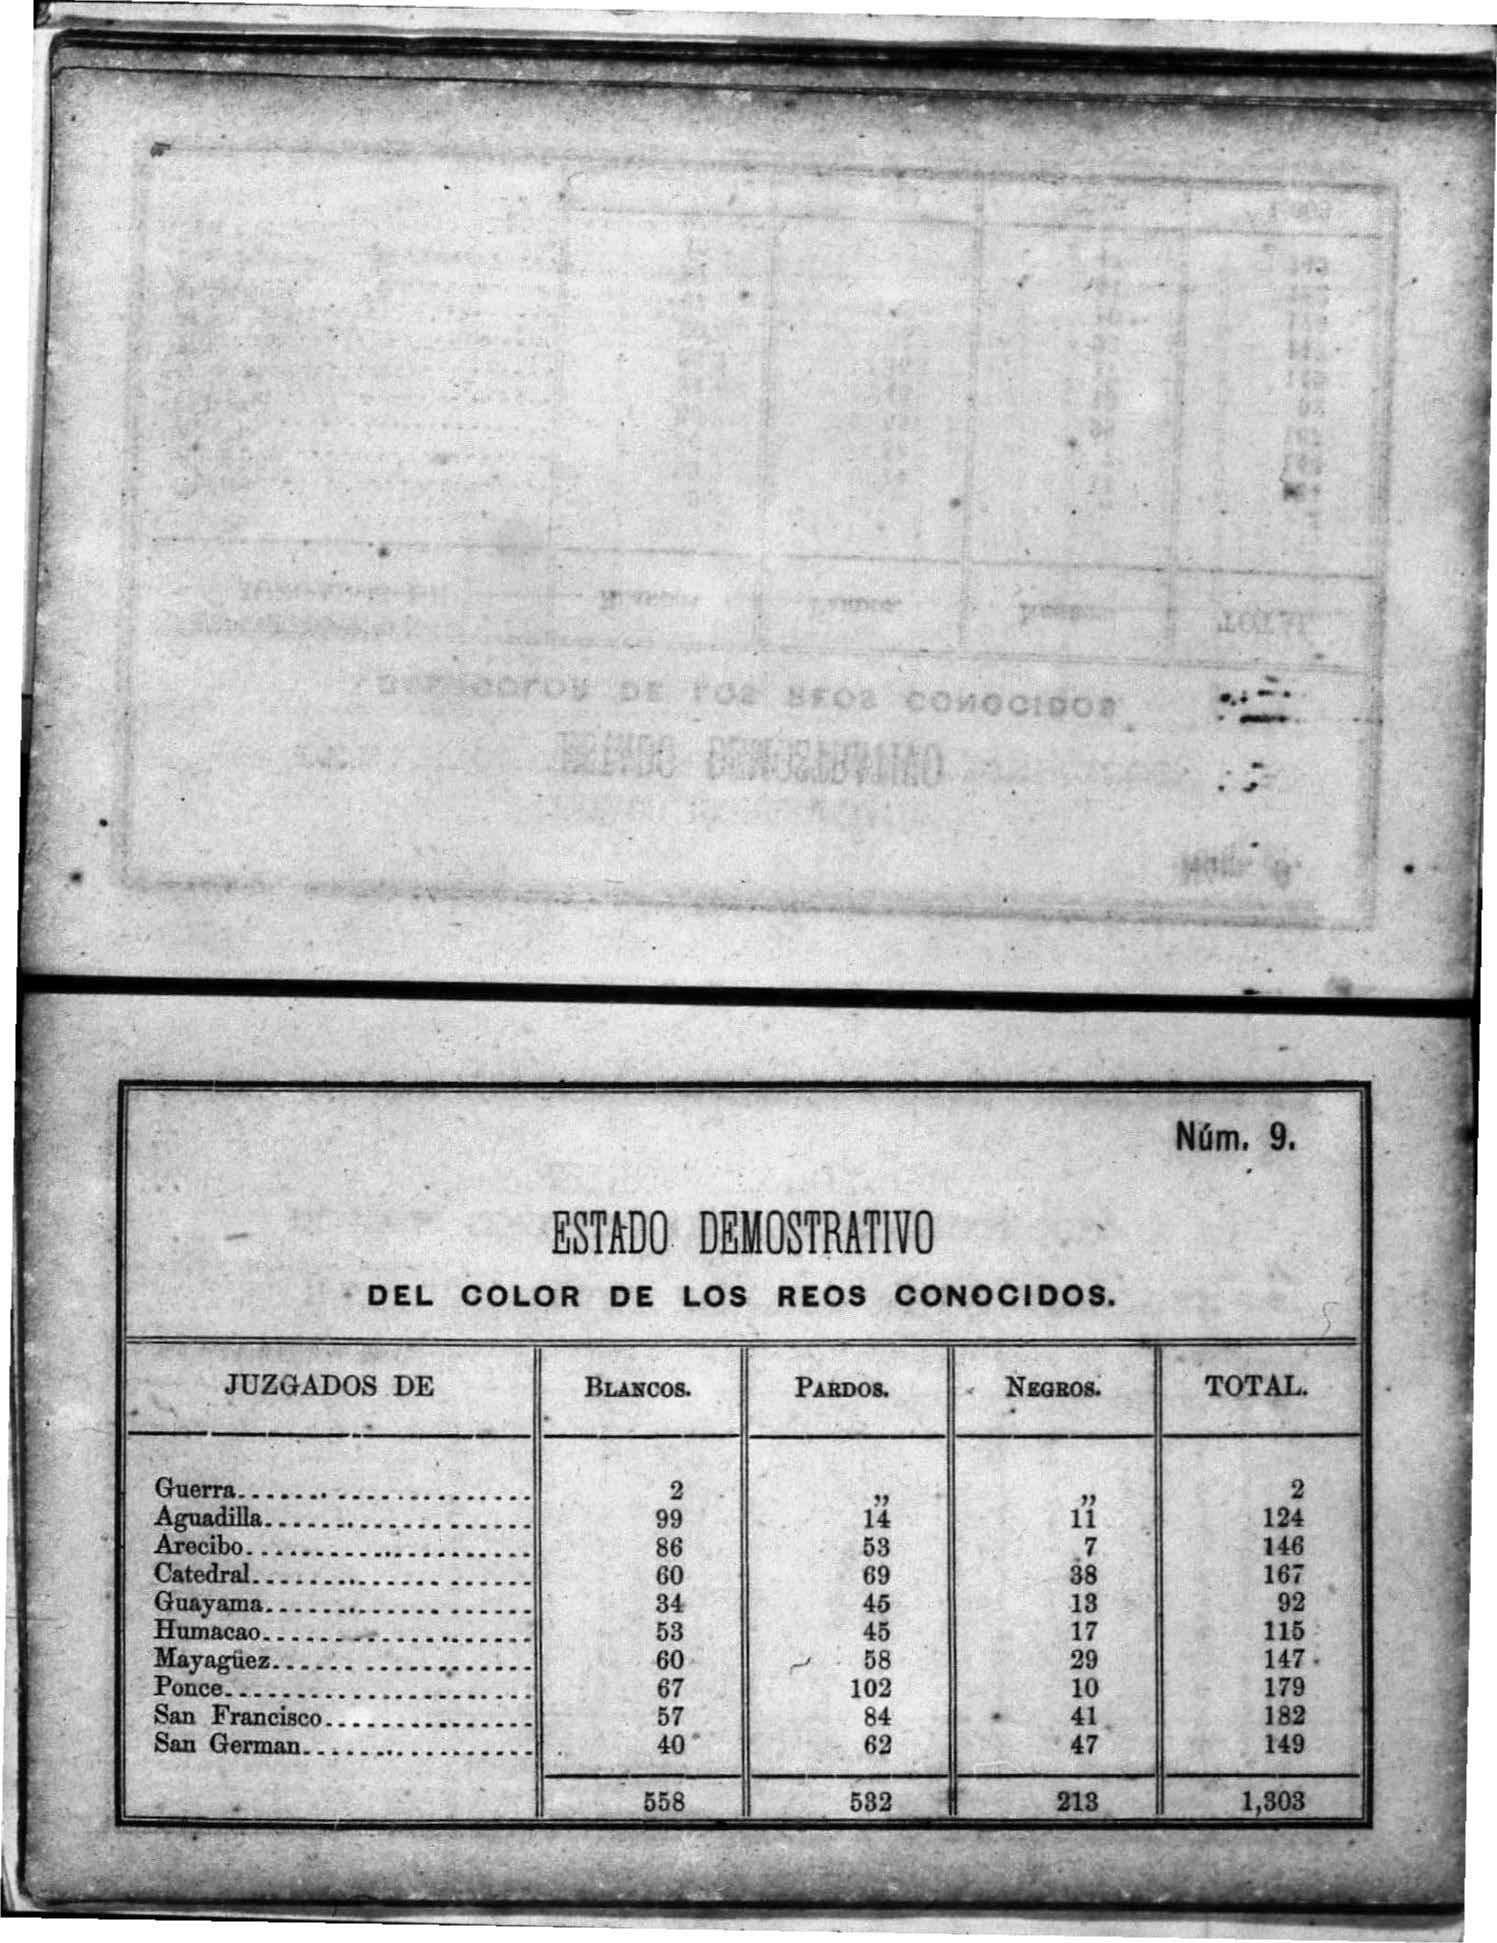 Núm. 9.
ESTADO DEMOSTRATIVO
DEL COLOR DE LOS REOS CONOCIDOS.
JUZGADOS DE BLANCOS. PARDOS. NEGROS. TOTAL.
Guerra 2 „ „ 2
Aguadilla 99 14 11 124
Arecibo 86 53 7 146
Catedral 60 69 38 167
Guayama 34 45 13 92
Humacao 53 45 17 115
Mayagüez 60 58 29 147
Ponce 67 102 10 179
San Francisco 57 84 41 182
San German 40 62 47 149
558 532 213 1,303